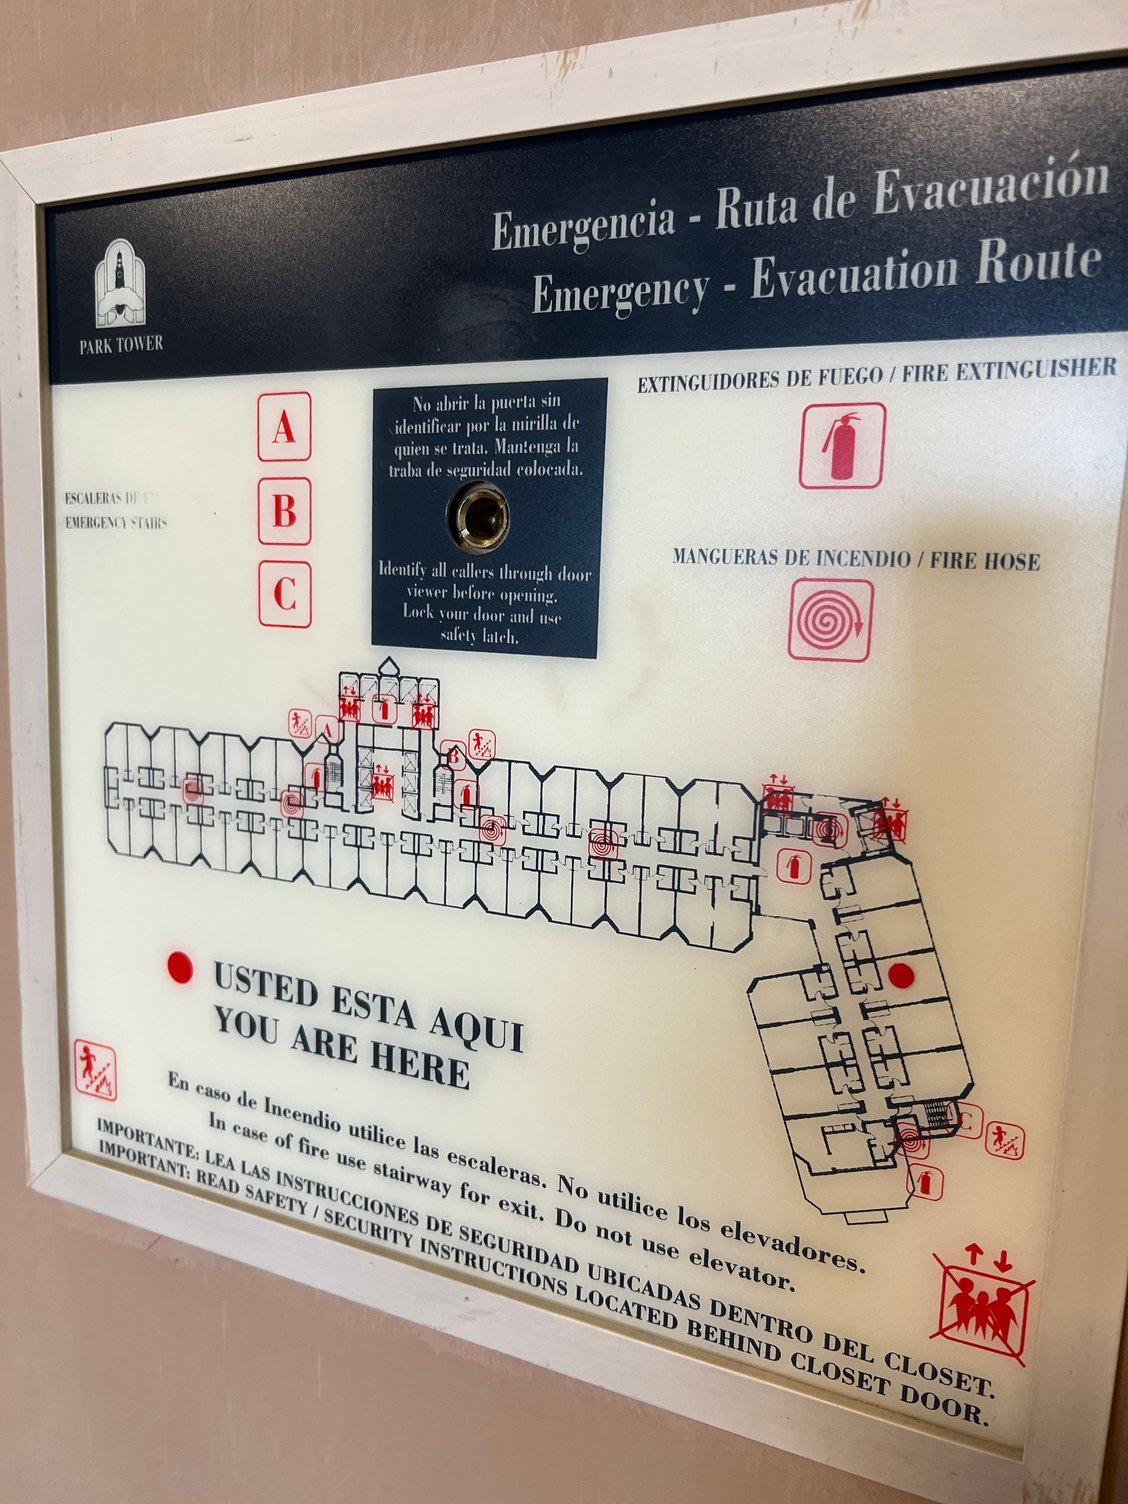 Emergencia - Ruta de Evacuación
Emergency - Evacuation Route
PARK TOWER
EXTINGUIDORES DE FUEGO / FIRE EXTINGUISHER
A
B
C
No abrir la puerta sin
identificar por la mirilla de
quien se trata. Mantenga la
traba de seguridad colocada.
ESCALERAS DE
EMERGENCY STAIRS
Identify all callers through door
viewer before opening.
Lock your door and use
safety latch.
MANGUERAS DE INCENDIO / FIRE HOSE
A
B
C
USTED ESTA AQUI
YOU ARE HERE
En caso de Incendio utilice las escaleras. No utilice los elevadores.
In case of fire use stairway for exit. Do not use elevator.
IMPORTANTE: LEA LAS INSTRUCCIONES DE SEGURIDAD UBICADAS DENTRO DEL CLOSET.
IMPORTANT: READ SAFETY / SECURITY INSTRUCTIONS LOCATED BEHIND CLOSET DOOR.